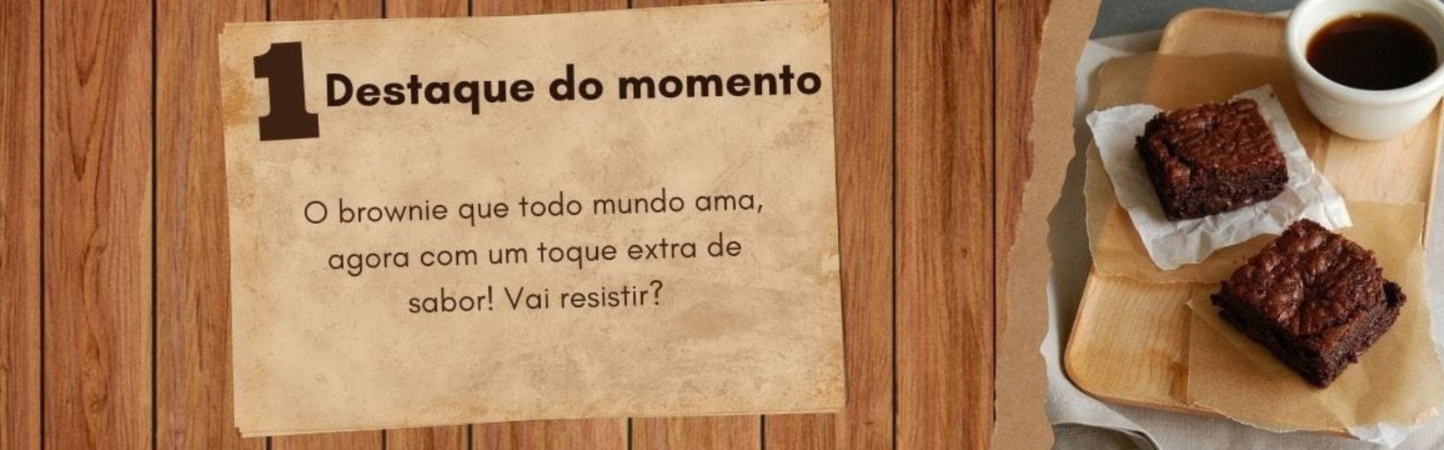 1 Destaque do momento
O brownie que todo mundo ama,
agora com um toque extra de
sabor! Vai resistir?